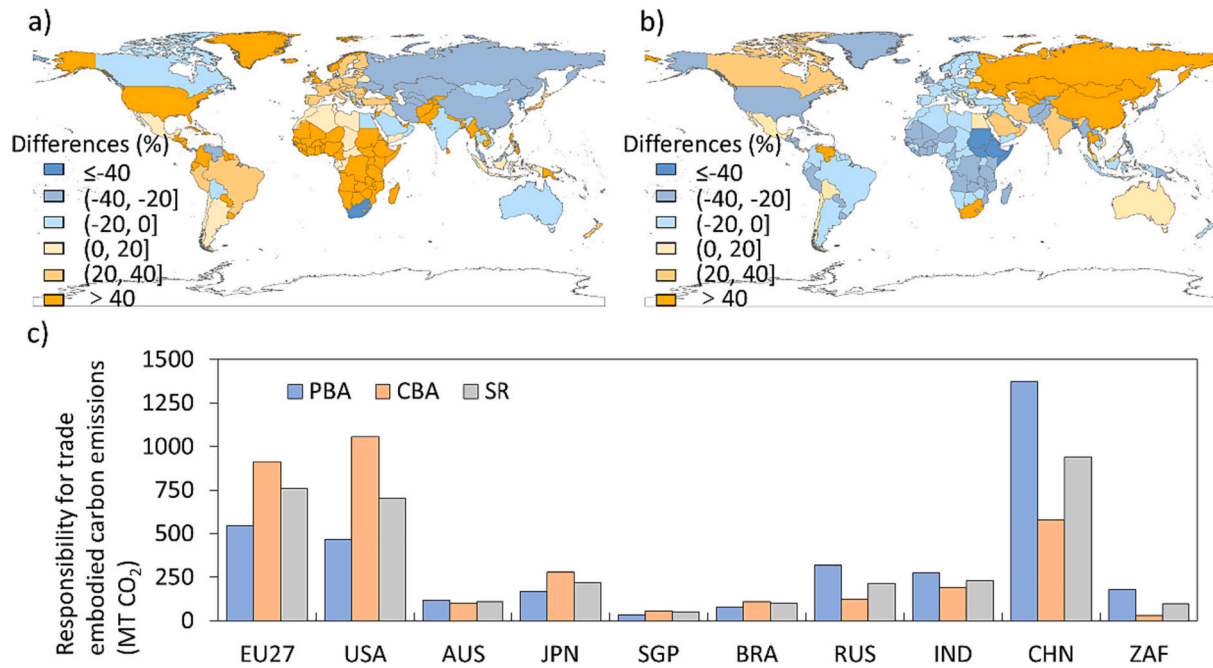 a)
b)
Differences (%)
≤-40
(-40, -20]
(-20, 0]
(0, 20]
(20, 40]
> 40
Differences (%)
≤-40
(-40, -20]
(-20, 0]
(0, 20]
(20, 40]
> 40
c)
Responsibility for trade
embodied carbon emissions
(MT CO₂)
1500
1250
1000
750
500
250
0
PBA CBA SR
EU27 USA AUS JPN SGP BRA RUS IND CHN ZAF